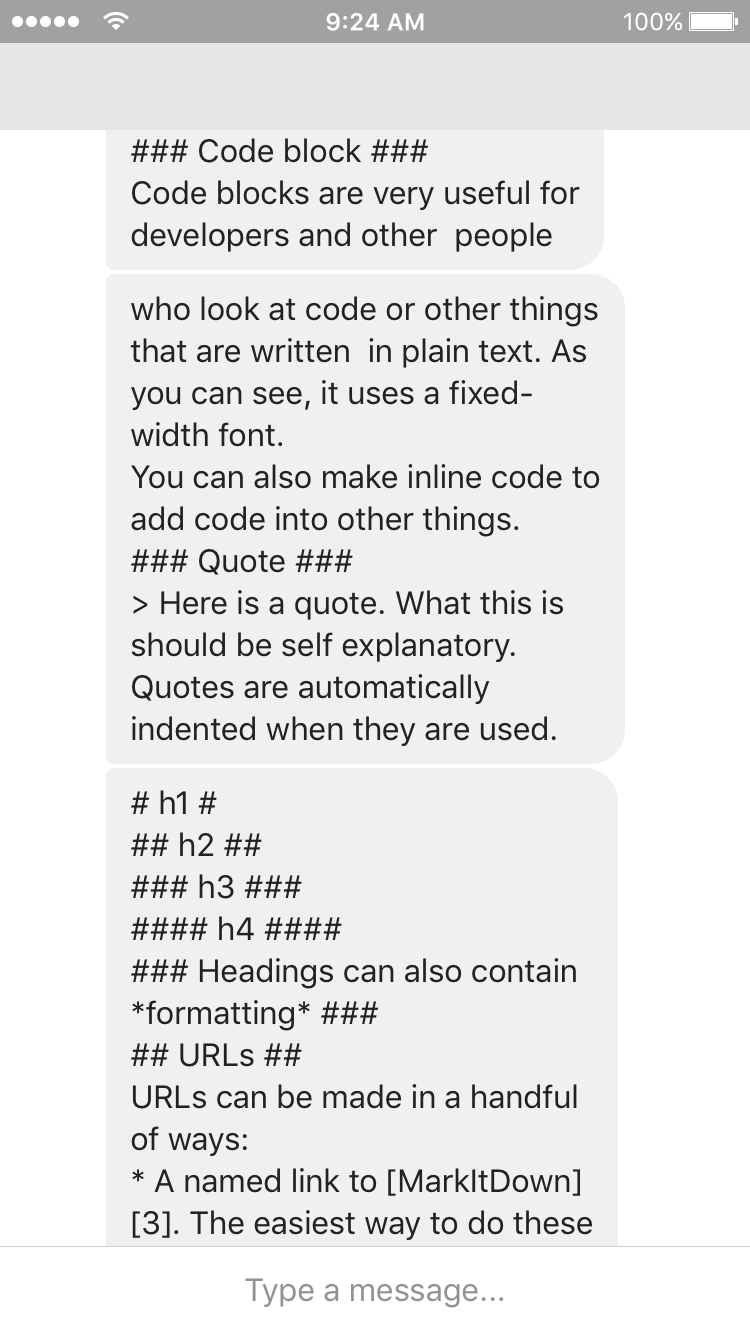 9:24 AM
100%
### Code block ###
Code blocks are very useful for
developers and other  people
who look at code or other things
that are written  in plain text. As
you can see, it uses a fixed-
width font.
You can also make inline code to
add code into other things.
### Quote ###
> Here is a quote. What this is
should be self explanatory.
Quotes are automatically
indented when they are used.
# h1 #
## h2 ##
### h3 ###
#### h4 ####
### Headings can also contain
*formatting* ###
## URLs ##
URLs can be made in a handful
of ways:
* A named link to [MarkItDown]
[3]. The easiest way to do these
Type a message...